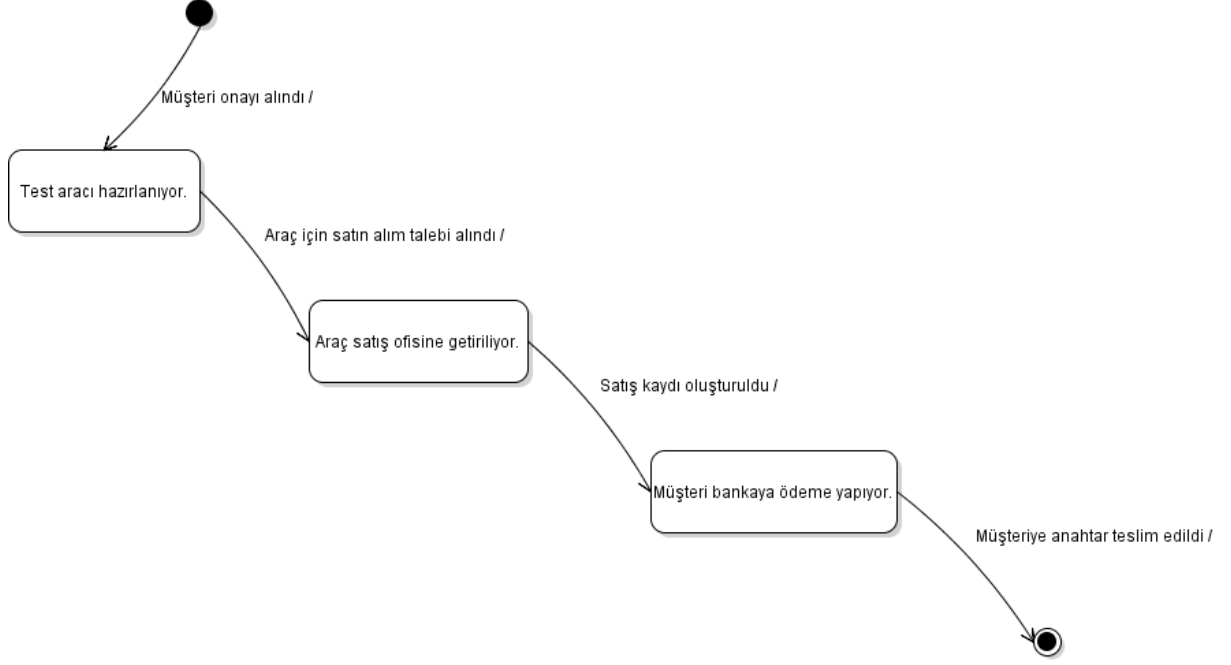 Müşteri onayı alındı /
Test aracı hazırlanıyor.
Araç için satın alım talebi alındı /
Araç satış ofisine getiriliyor.
Satış kaydı oluşturuldu /
Müşteri bankaya ödeme yapıyor.
Müşteriye anahtar teslim edildi /